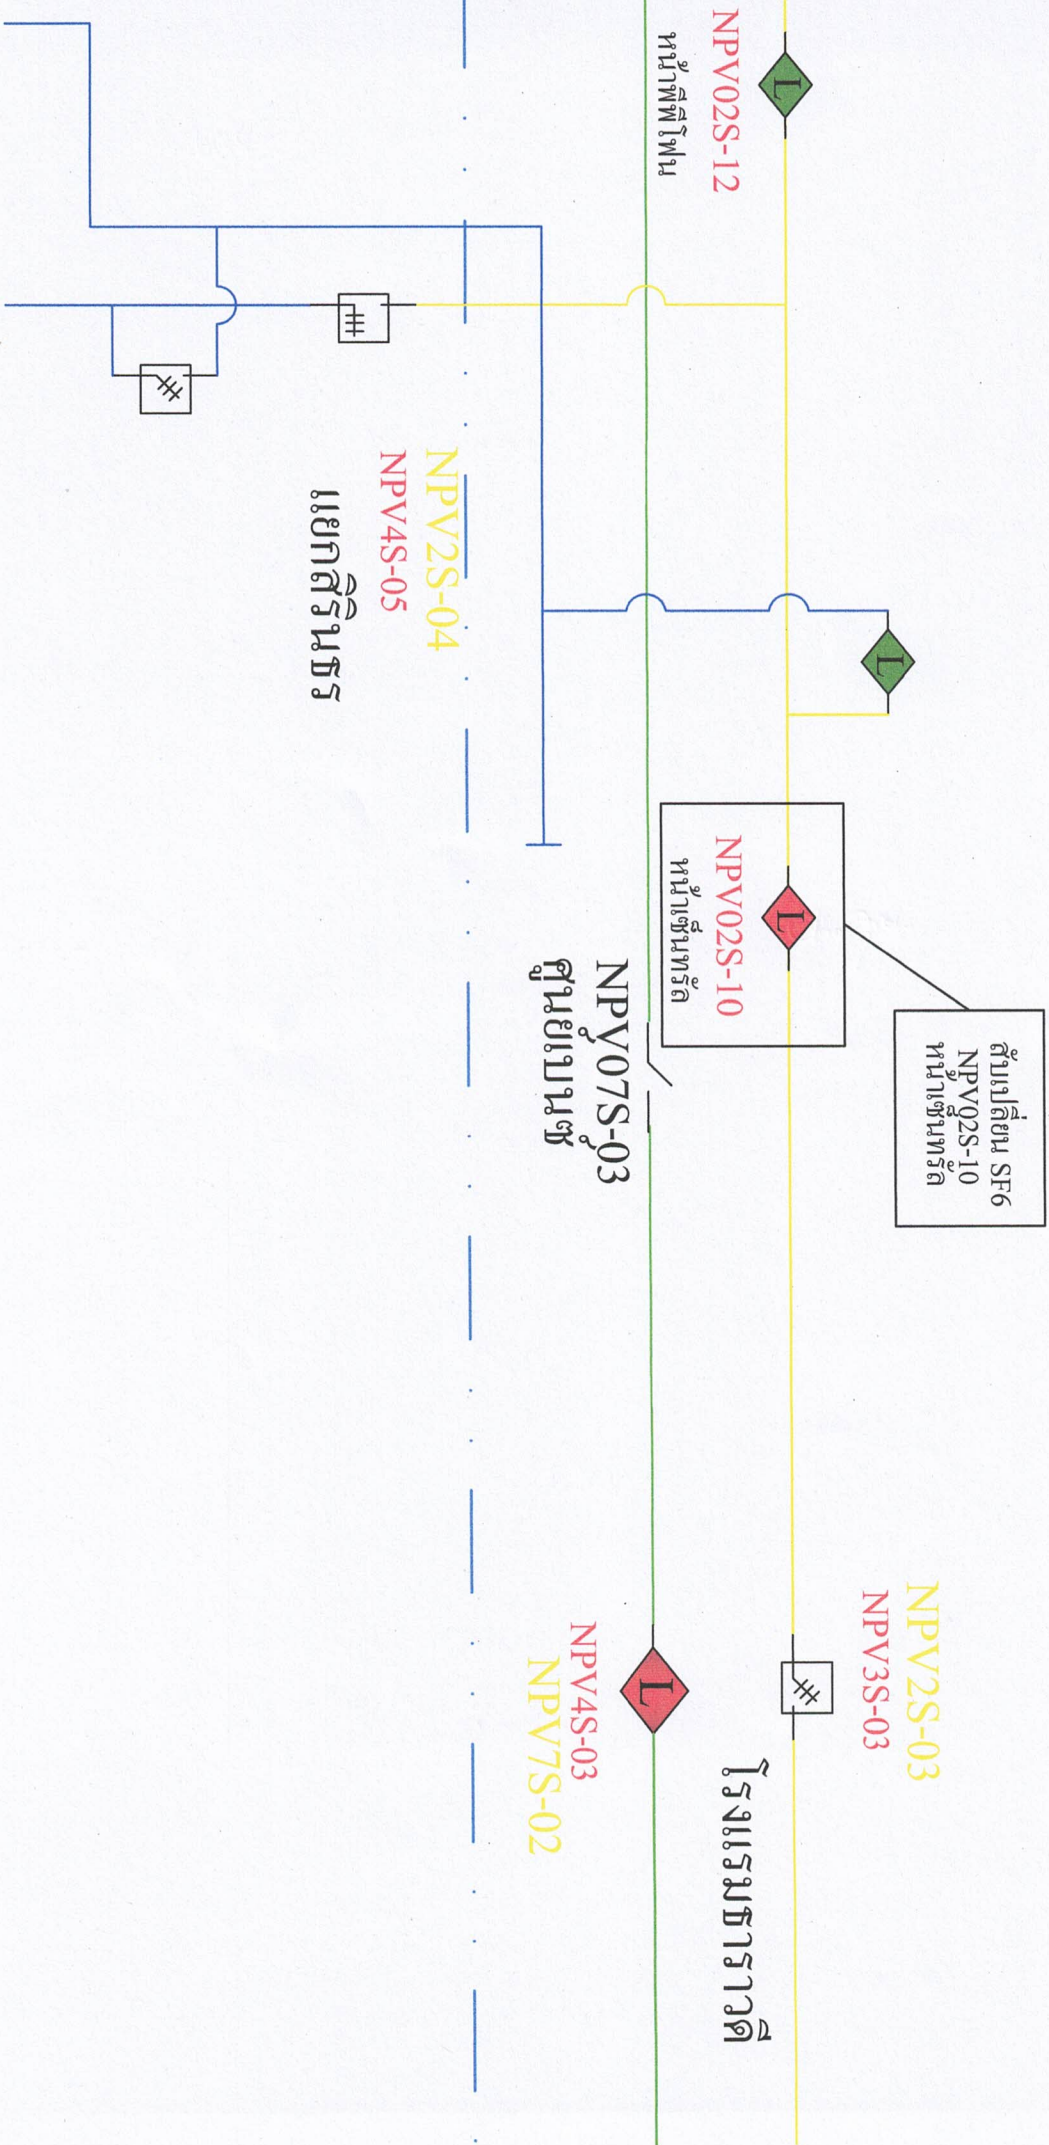 สับเปลี่ยน SF6
NPV02S-10
หน้าเซ็นทรัล
NPV2S-03
NPV3S-03
L
L
L
NPV02S-12
หน้าพีพีโฟน
NPV02S-10
หน้าเซ็นทรัล
โรงแรมธาราวดี
L
NPV07S-03
ศูนย์เบนซ์
NPV4S-03
NPV7S-02
NPV2S-04
NPV4S-05
แยกสิรินธร